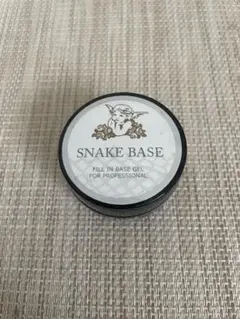 SNAKE BASE
FILL IN BASE GEL
FOR PROFESSIONAL